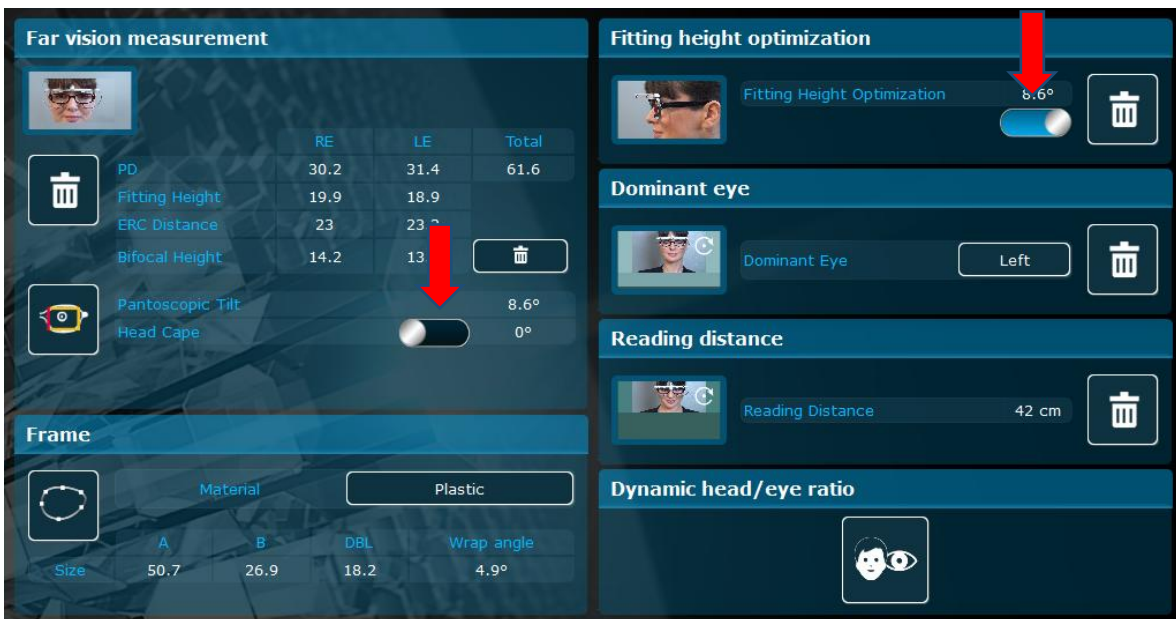 Far vision measurement
RE LE Total
PD 30.2 31.4 61.6
Fitting Height 19.9 18.9
ERC Distance 23
Bifocal Height 14.2
Pantoscopic Tilt 8.6°
Head Cape 0°
Frame
Material Plastic
A B DBL Wrap angle
Size 50.7 26.9 18.2 4.9°
Fitting height optimization
Fitting Height Optimization 8.6°
Dominant eye
Dominant Eye Left
Reading distance
Reading Distance 42 cm
Dynamic head/eye ratio